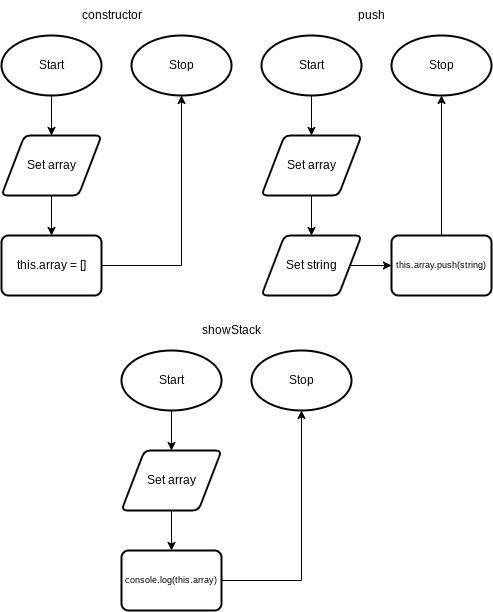 constructor
Start
Stop
Set array
this.array = []
push
Start
Stop
Set array
Set string
this.array.push(string)
showStack
Start
Stop
Set array
console.log(this.array)